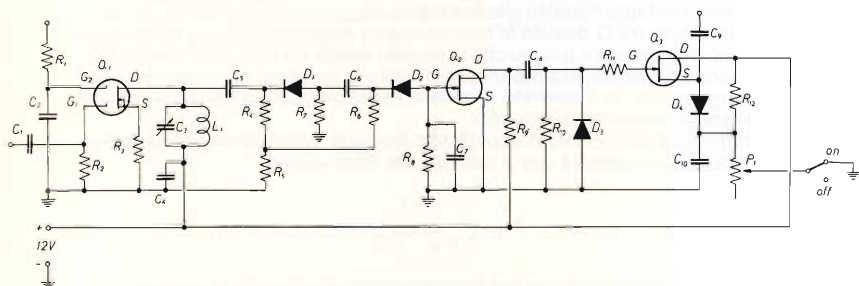 C9
Q3
R1
Q1
Q2
D
G2
D
C5
D1
C6
D2
G
D
C8
R11
G
S
C2
G1
S
C3
L1
R4
R7
R6
S
D4
R12
C1
R9
R10
D3
R2
R3
R8
C7
C10
P1
on
C4
R5
off
+
12V
-